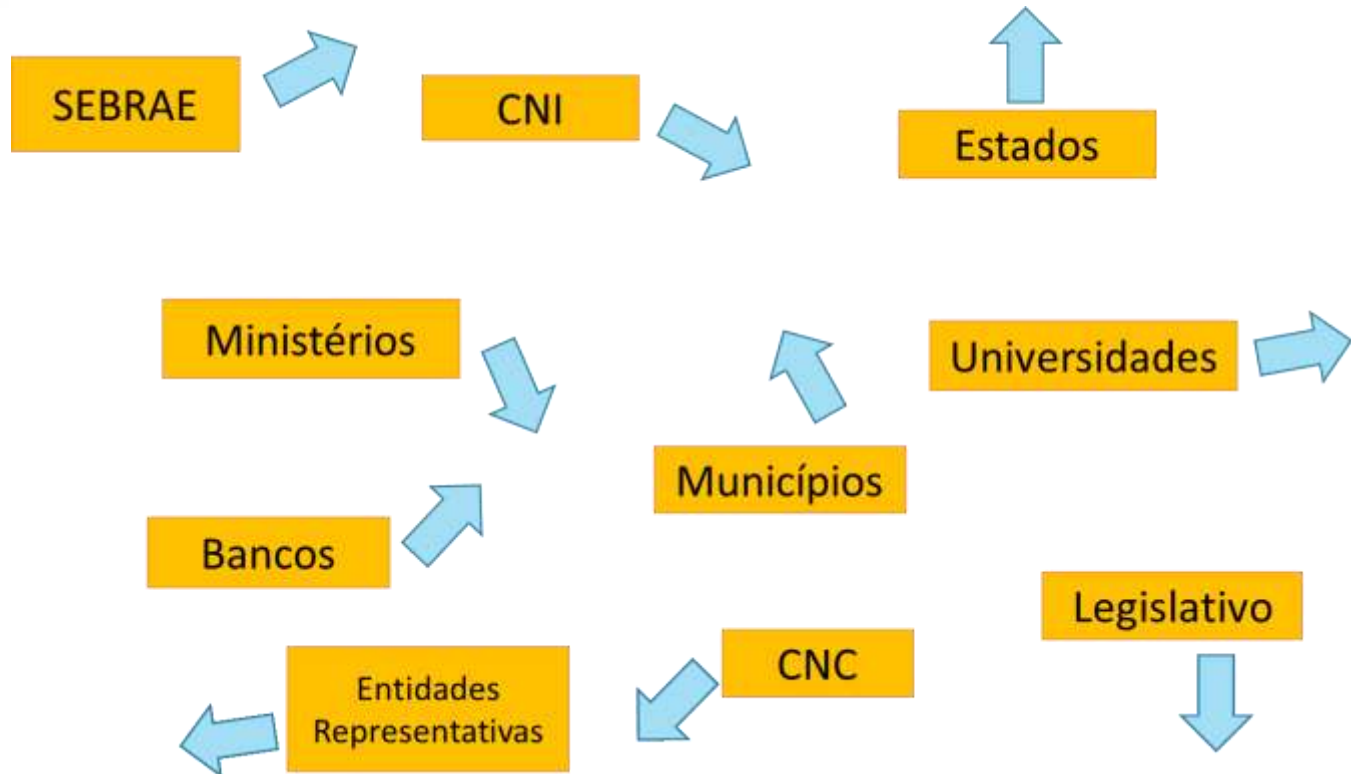 SEBRAE
CNI
Estados
Ministérios
Universidades
Municípios
Bancos
Legislativo
CNC
Entidades
Representativas